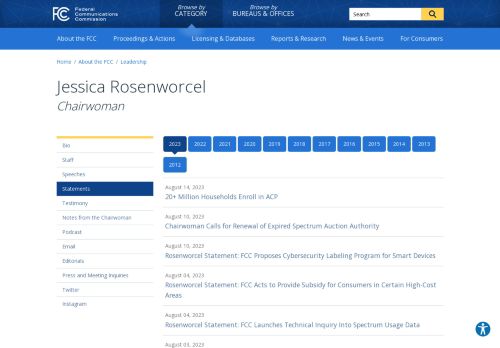 FCC Federal Communications Commission
Browse by CATEGORY
Browse by BUREAUS & OFFICES
Search
About the FCC
Proceedings & Actions
Licensing & Databases
Reports & Research
News & Events
For Consumers
Home / About the FCC / Leadership
Jessica Rosenworcel
Chairwoman
Bio
Staff
Speeches
Statements
Testimony
Notes from the Chairwoman
Podcast
Email
Editorials
Press and Meeting Inquiries
Twitter
Instagram
2023 2022 2021 2020 2019 2018 2017 2016 2015 2014 2013
2012
August 14, 2023
20+ Million Households Enroll in ACP
August 10, 2023
Chairwoman Calls for Renewal of Expired Spectrum Auction Authority
August 10, 2023
Rosenworcel Statement: FCC Proposes Cybersecurity Labeling Program for Smart Devices
August 04, 2023
Rosenworcel Statement: FCC Acts to Provide Subsidy for Consumers in Certain High-Cost
Areas
August 04, 2023
Rosenworcel Statement: FCC Launches Technical Inquiry Into Spectrum Usage Data
August 03, 2023